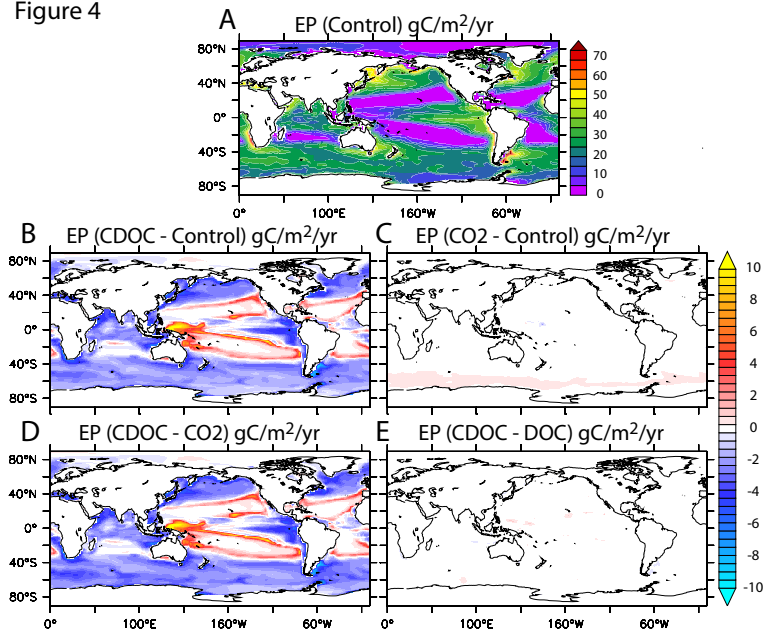 Figure 4
A EP (Control) gC/m2/yr
80°N
40°N
0°
40°S
80°S
0° 100°E 160°W 60°W
70
60
50
40
30
20
10
0
B EP (CDOC - Control) gC/m2/yr
C EP (CO2 - Control) gC/m2/yr
80°N
40°N
0°
40°S
80°S
D EP (CDOC - CO2) gC/m2/yr
E EP (CDOC - DOC) gC/m2/yr
80°N
40°N
0°
40°S
80°S
0° 100°E 160°W 60°W
0° 100°E 160°W 60°W
10
8
6
4
2
0
-2
-4
-6
-8
-10